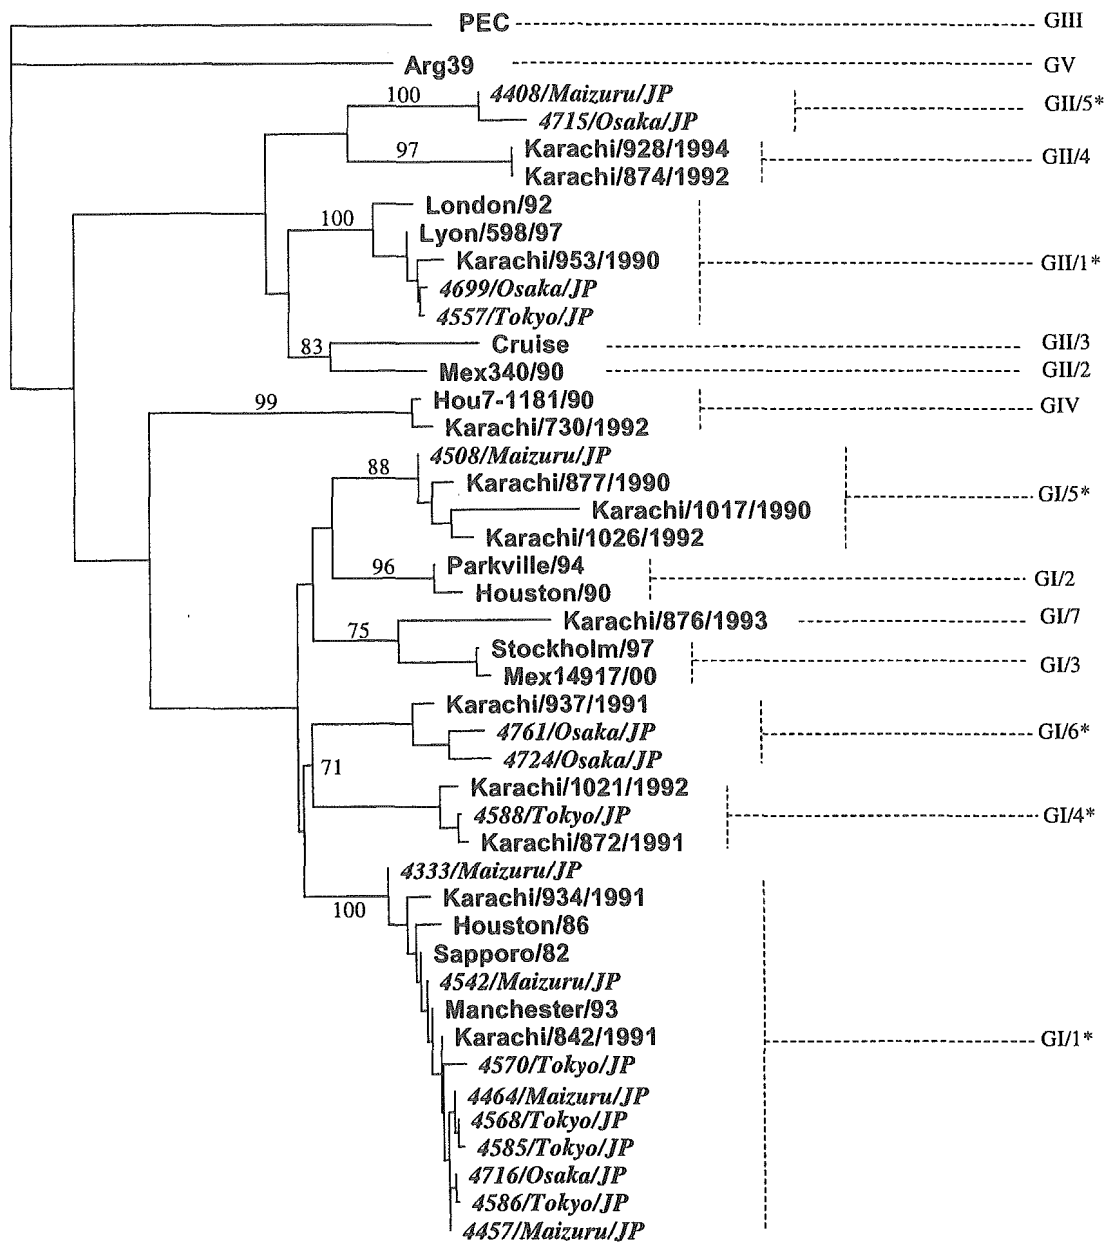 PEC GIII
Arg39 GV
100 4408/Maizuru/JP
GII/5*
4715/Osaka/JP
97 Karachi/928/1994
GII/4
Karachi/874/1992
London/92
100 Lyon/598/97
Karachi/953/1990 GII/1*
4699/Osaka/JP
4557/Tokyo/JP
83 Cruise GII/3
Mex340/90 GII/2
99 Hou7-1181/90
GIV
Karachi/730/1992
4508/Maizuru/JP
88 Karachi/877/1990
GI/5*
Karachi/1017/1990
Karachi/1026/1992
96 Parkville/94
GI/2
Houston/90
Karachi/876/1993 GI/7
75 Stockholm/97
GI/3
Mex14917/00
Karachi/937/1991
4761/Osaka/JP GI/6*
4724/Osaka/JP
71
Karachi/1021/1992
4588/Tokyo/JP GI/4*
Karachi/872/1991
4333/Maizuru/JP
100 Karachi/934/1991
Houston/86
Sapporo/82
4542/Maizuru/JP
Manchester/93
Karachi/842/1991 GI/1*
4570/Tokyo/JP
4464/Maizuru/JP
4568/Tokyo/JP
4585/Tokyo/JP
4716/Osaka/JP
4586/Tokyo/JP
4457/Maizuru/JP